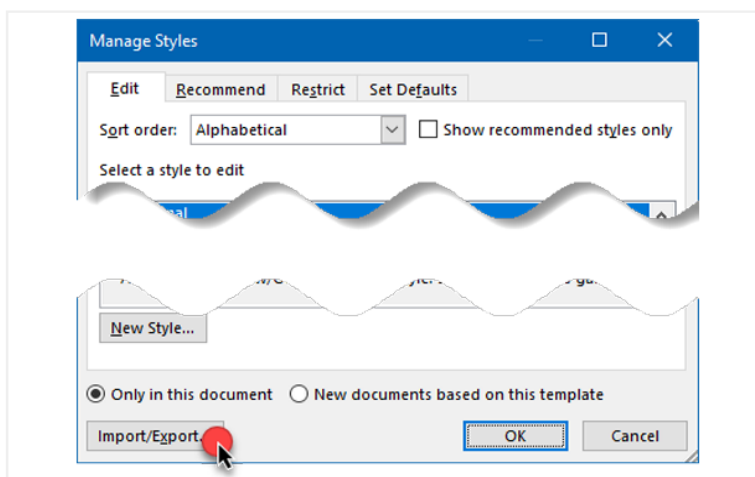 Manage Styles
Edit Recommend Restrict Set Defaults
Sort order: Alphabetical Show recommended styles only
Select a style to edit
New Style...
Only in this document New documents based on this template
Import/Export... OK Cancel